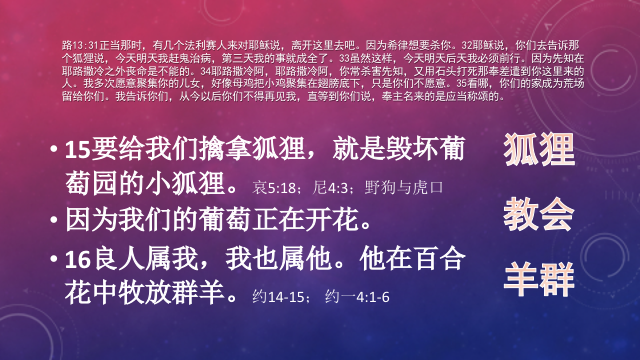 路13:31正当那时，有几个法利赛人来对耶稣说，离开这里去吧。因为希律想要杀你。32耶稣说，你们去告诉那
个狐狸说，今天明天我赶鬼治病，第三天我的事就成全了。33虽然这样，今天明天后天我必须前行。因为先知在
耶路撒冷之外丧命是不能的。34耶路撒冷阿，耶路撒冷阿，你常杀害先知，又用石头打死那奉差遣到你这里来的
人。我多次愿意聚集你的儿女，好像母鸡把小鸡聚集在翅膀底下，只是你们不愿意。35看哪，你们的家成为荒场
留给你们。我告诉你们，从今以后你们不得再见我，直等到你们说，奉主名来的是应当称颂的。
• 15要给我们擒拿狐狸，就是毁坏葡
萄园的小狐狸。哀5:18；尼4:3；野狗与虎口
• 因为我们的葡萄正在开花。
• 16良人属我，我也属他。他在百合
花中牧放群羊。约14-15； 约一4:1-6
狐狸
教会
羊群